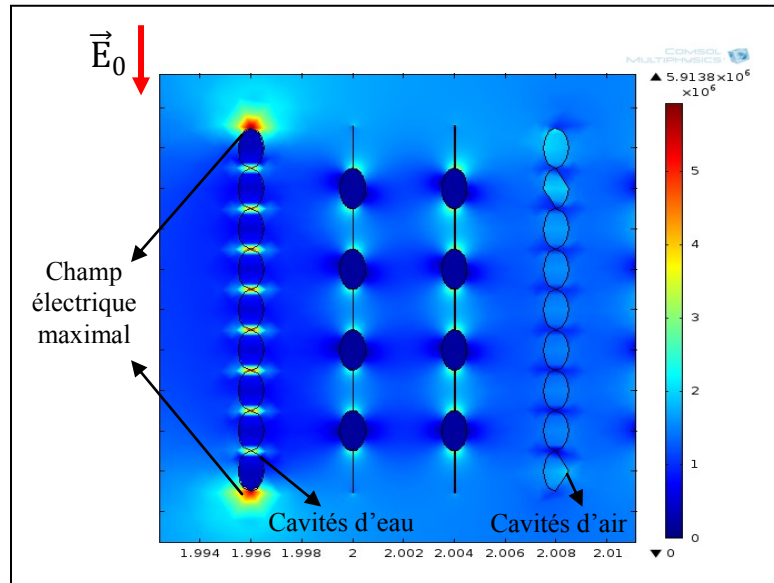 E⃗₀
COMSOL
MULTIPHYSICS
▲ 5.9138×10⁶
×10⁶
6
5
4
3
2
1
0
▼ 0
Champ
électrique
maximal
Cavités d’eau
Cavités d’air
1.994 1.996 1.998 2 2.002 2.004 2.006 2.008 2.01